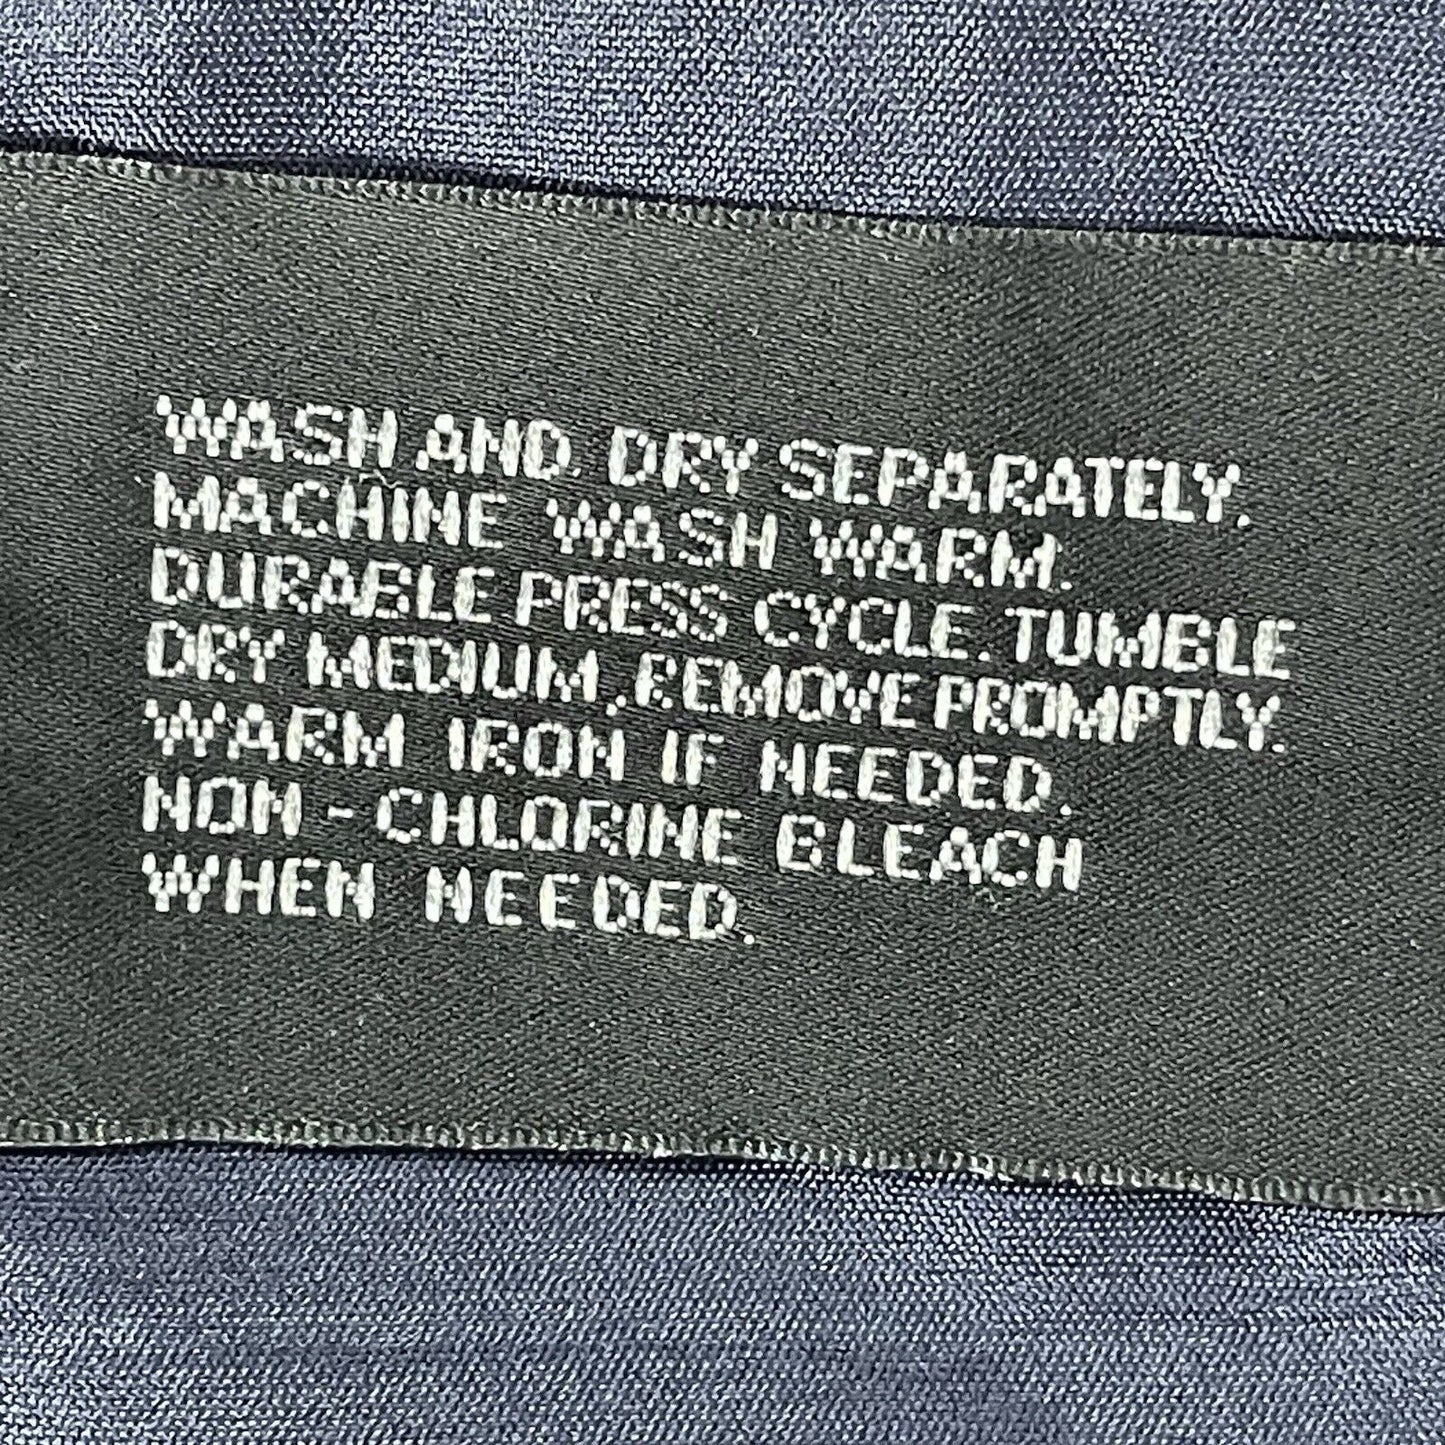 WASH AND DRY SEPARATELY.
MACHINE WASH WARM.
DURABLE PRESS CYCLE. TUMBLE
DRY MEDIUM, REMOVE PROMPTLY.
WARM IRON IF NEEDED.
NON-CHLORINE BLEACH
WHEN NEEDED.